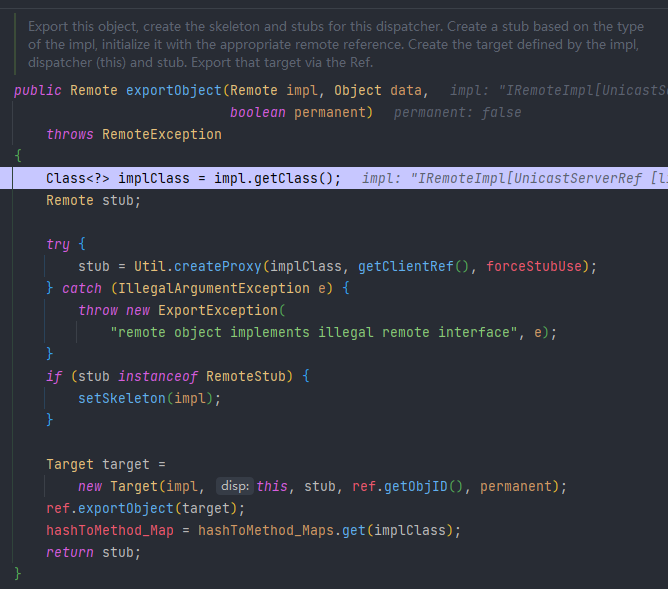 Export this object, create the skeleton and stubs for this dispatcher. Create a stub based on the type
of the impl, initialize it with the appropriate remote reference. Create the target defined by the impl,
dispatcher (this) and stub. Export that target via the Ref.
public Remote exportObject(Remote impl, Object data,   impl: "IRemoteImpl[UnicastS
                           boolean permanent)   permanent: false
    throws RemoteException
{
    Class<?> implClass = impl.getClass();   impl: "IRemoteImpl[UnicastServerRef [l
    Remote stub;

    try {
        stub = Util.createProxy(implClass, getClientRef(), forceStubUse);
    } catch (IllegalArgumentException e) {
        throw new ExportException(
            "remote object implements illegal remote interface", e);
    }
    if (stub instanceof RemoteStub) {
        setSkeleton(impl);
    }

    Target target =
        new Target(impl, disp: this, stub, ref.getObjID(), permanent);
    ref.exportObject(target);
    hashToMethod_Map = hashToMethod_Maps.get(implClass);
    return stub;
}